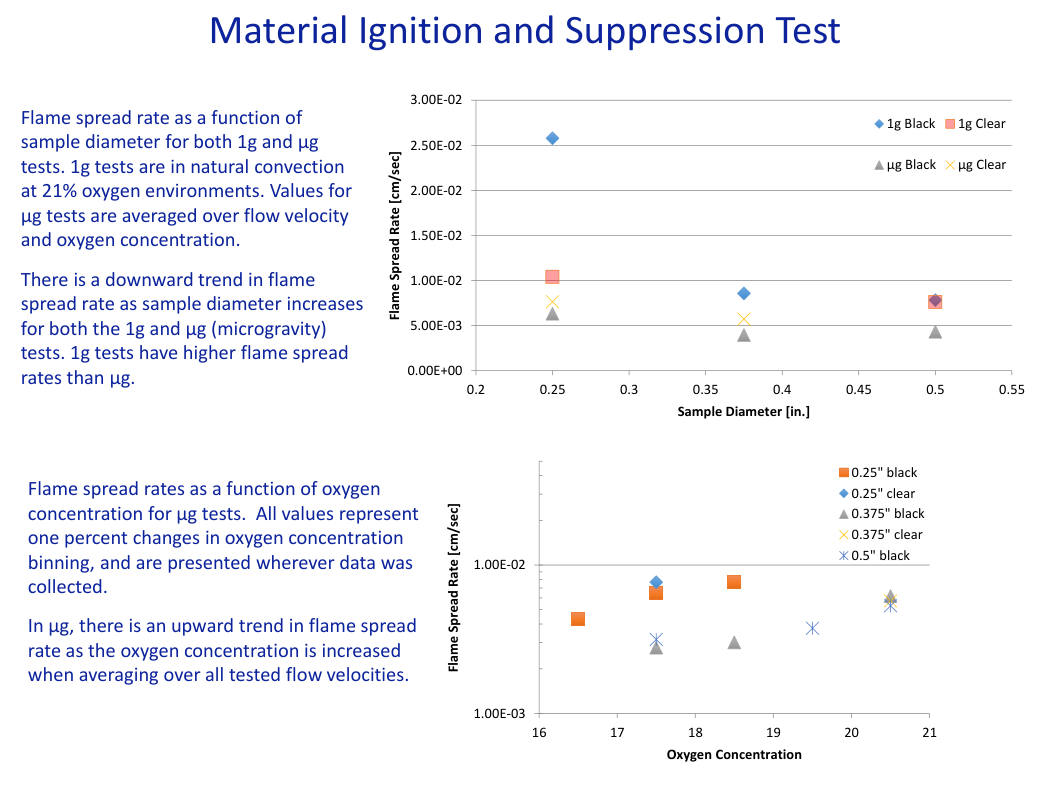 Material Ignition and Suppression Test
Flame spread rate as a function of
sample diameter for both 1g and µg
tests. 1g tests are in natural convection
at 21% oxygen environments. Values for
µg tests are averaged over flow velocity
and oxygen concentration.
There is a downward trend in flame
spread rate as sample diameter increases
for both the 1g and µg (microgravity)
tests. 1g tests have higher flame spread
rates than µg.
Flame Spread Rate [cm/sec]
3.00E-02
2.50E-02
2.00E-02
1.50E-02
1.00E-02
5.00E-03
0.00E+00
1g Black 1g Clear
µg Black µg Clear
0.2 0.25 0.3 0.35 0.4 0.45 0.5 0.55
Sample Diameter [in.]
Flame spread rates as a function of oxygen
concentration for µg tests.  All values represent
one percent changes in oxygen concentration
binning, and are presented wherever data was
collected.
In µg, there is an upward trend in flame spread
rate as the oxygen concentration is increased
when averaging over all tested flow velocities.
Flame Spread Rate [cm/sec]
1.00E-02
1.00E-03
0.25" black
0.25" clear
0.375" black
0.375" clear
0.5" black
16 17 18 19 20 21
Oxygen Concentration